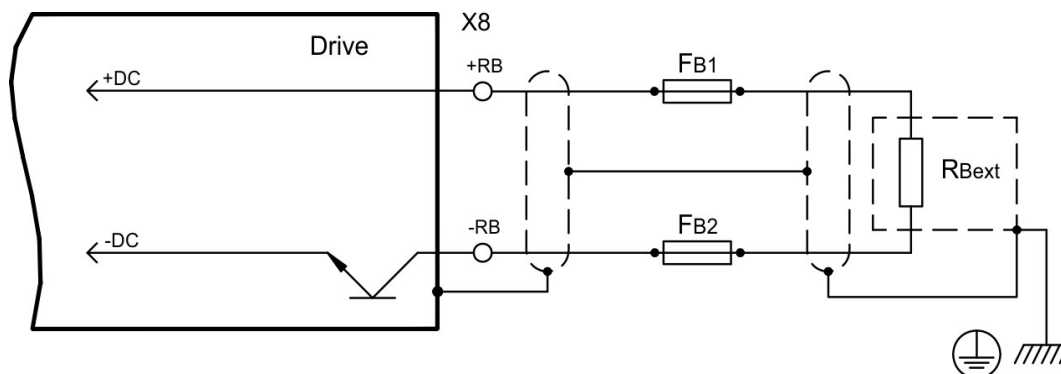 Drive
X8
+DC
+RB
FB1
RBext
-DC
-RB
FB2